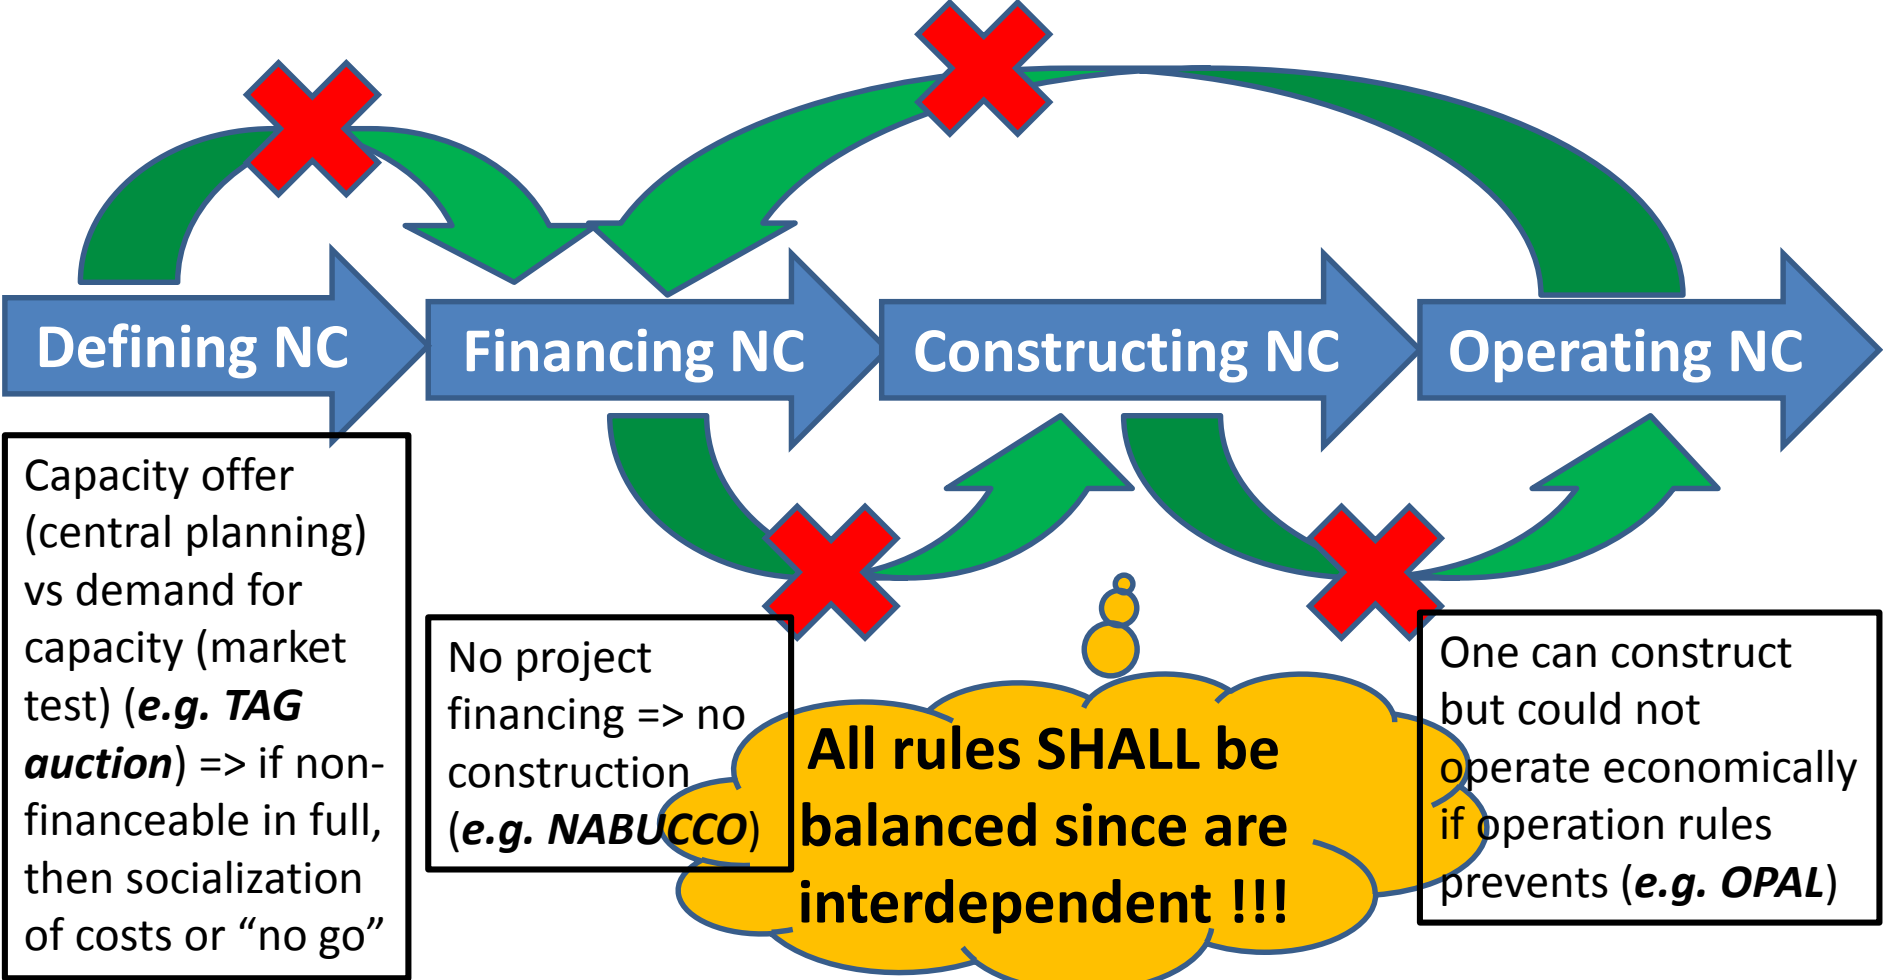 Defining NC
Financing NC
Constructing NC
Operating NC
Capacity offer
(central planning)
vs demand for
capacity (market
test) (e.g. TAG
auction) => if non-
financeable in full,
then socialization
of costs or “no go”
No project
financing => no
construction
(e.g. NABUCCO)
All rules SHALL be
balanced since are
interdependent !!!
One can construct
but could not
operate economically
if operation rules
prevents (e.g. OPAL)